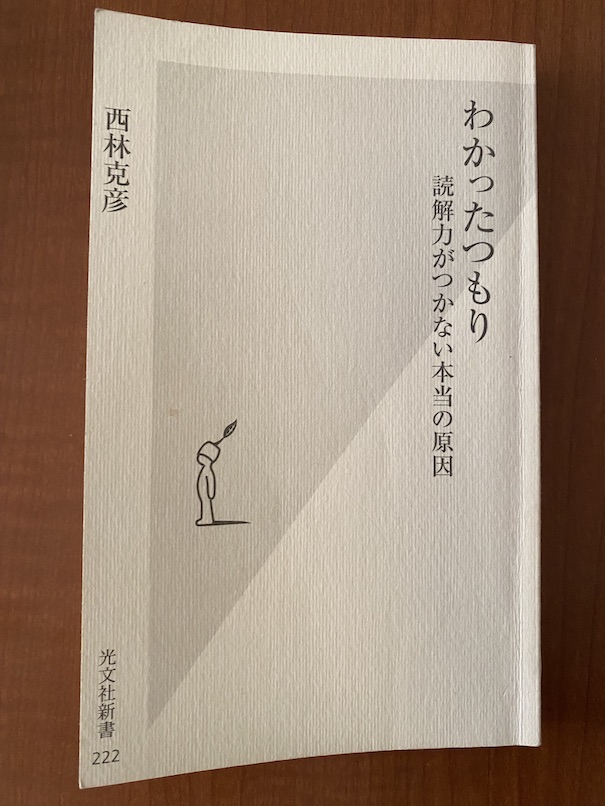 わかったつもり
読解力がつかない本当の原因
西林克彦
光文社新書
222